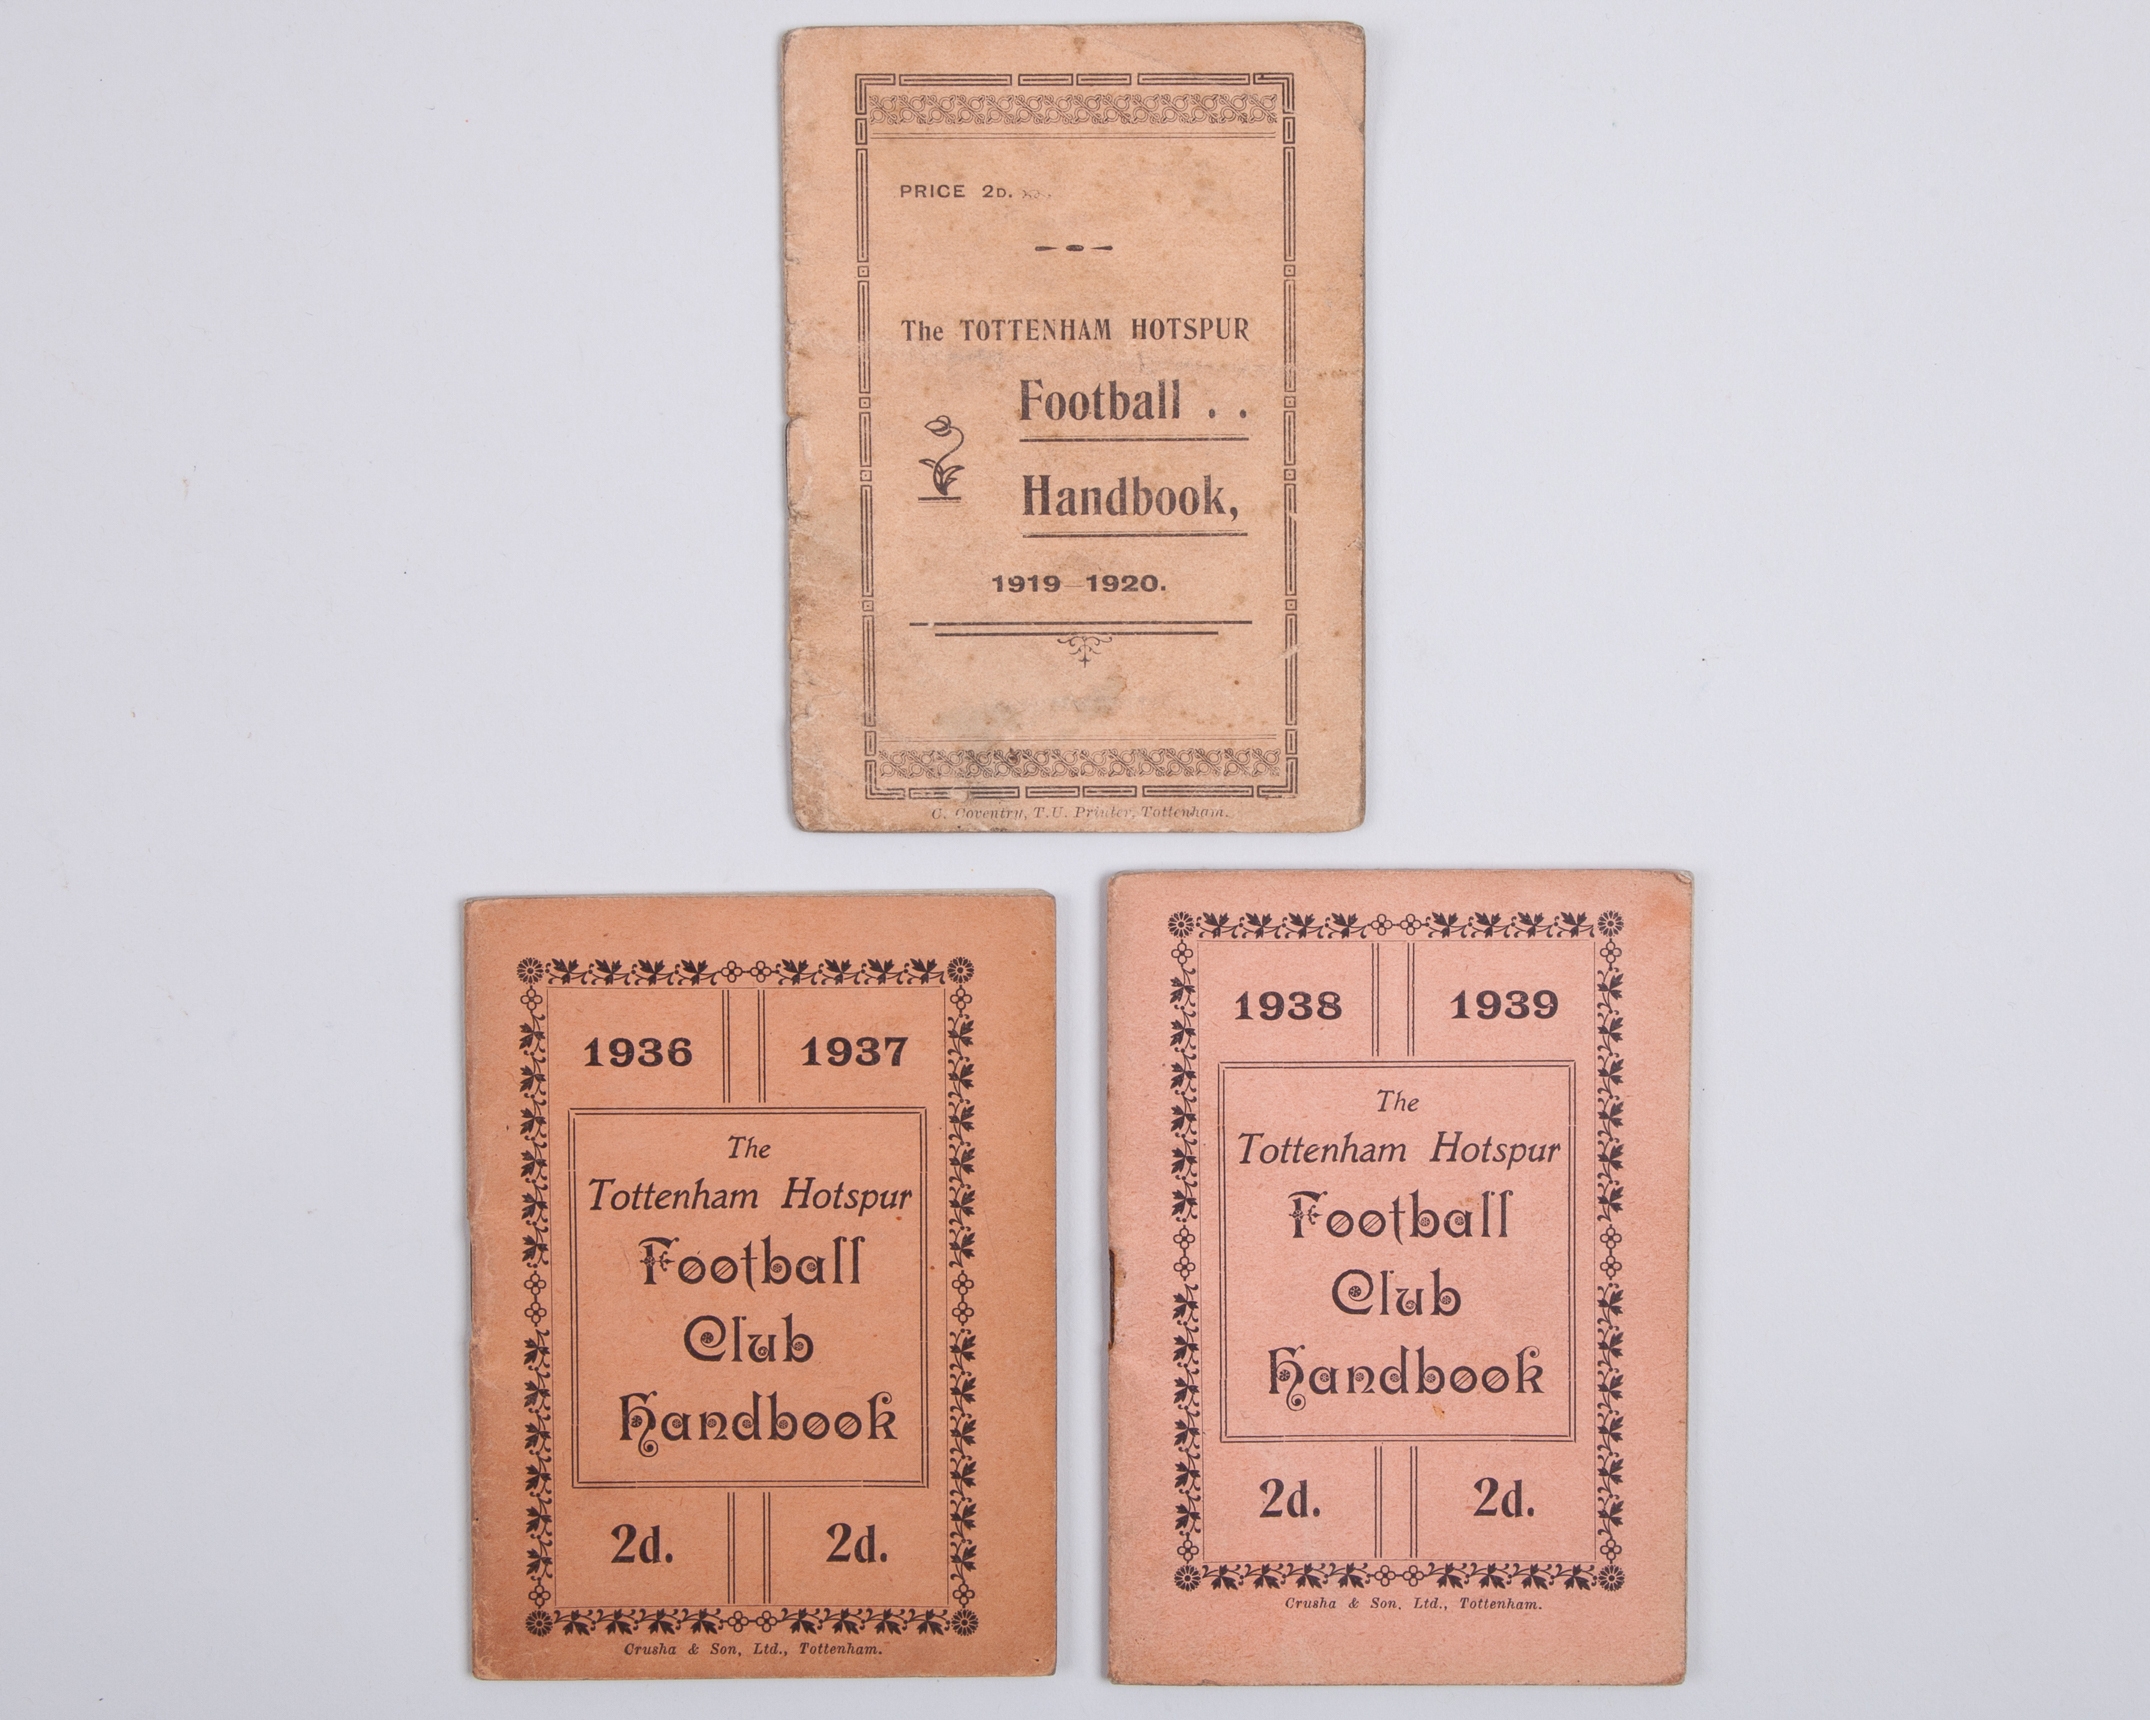 PRICE 2D.
The TOTTENHAM HOTSPUR
Football . .
Handbook,
1919-1920.
C. Coventry, T.U. Printer, Tottenham.
1936 1937
The
Tottenham Hotspur
Football
Club
Handbook
2d. 2d.
Crusha & Son, Ltd., Tottenham.
1938 1939
The
Tottenham Hotspur
Football
Club
Handbook
2d. 2d.
Crusha & Son, Ltd., Tottenham.